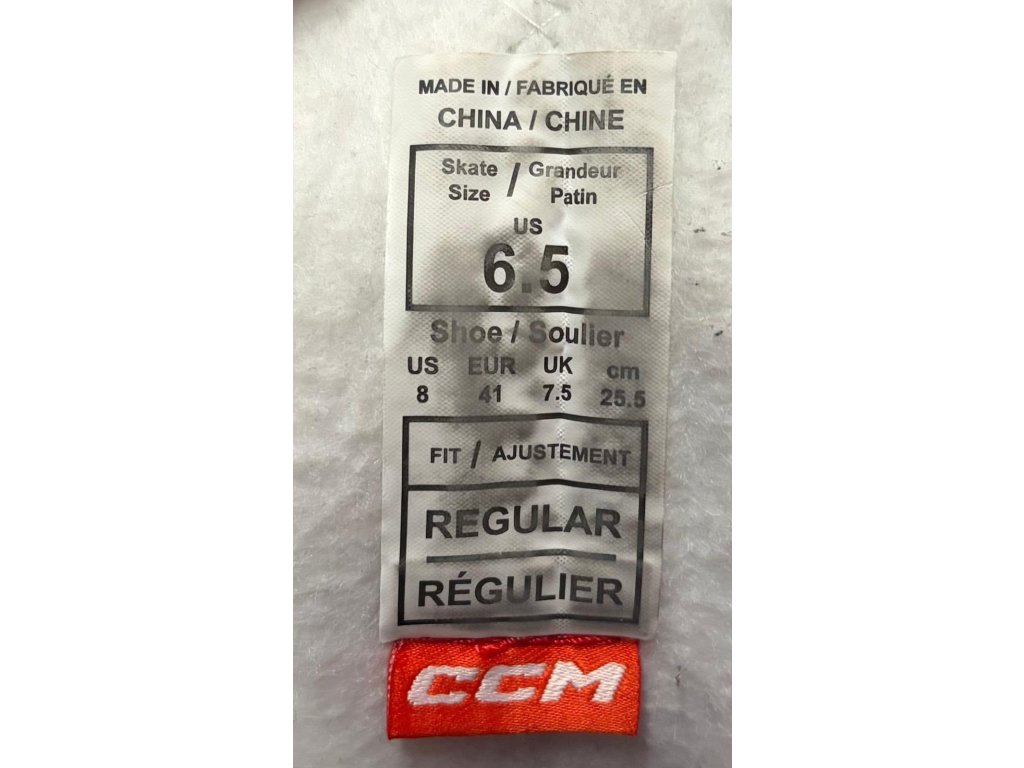 MADE IN / FABRIQUÉ EN
CHINA / CHINE
Skate Size / Grandeur Patin
US
6.5
Shoe / Soulier
US EUR UK cm
8 41 7.5 25.5
FIT / AJUSTEMENT
REGULAR
RÉGULIER
CCM